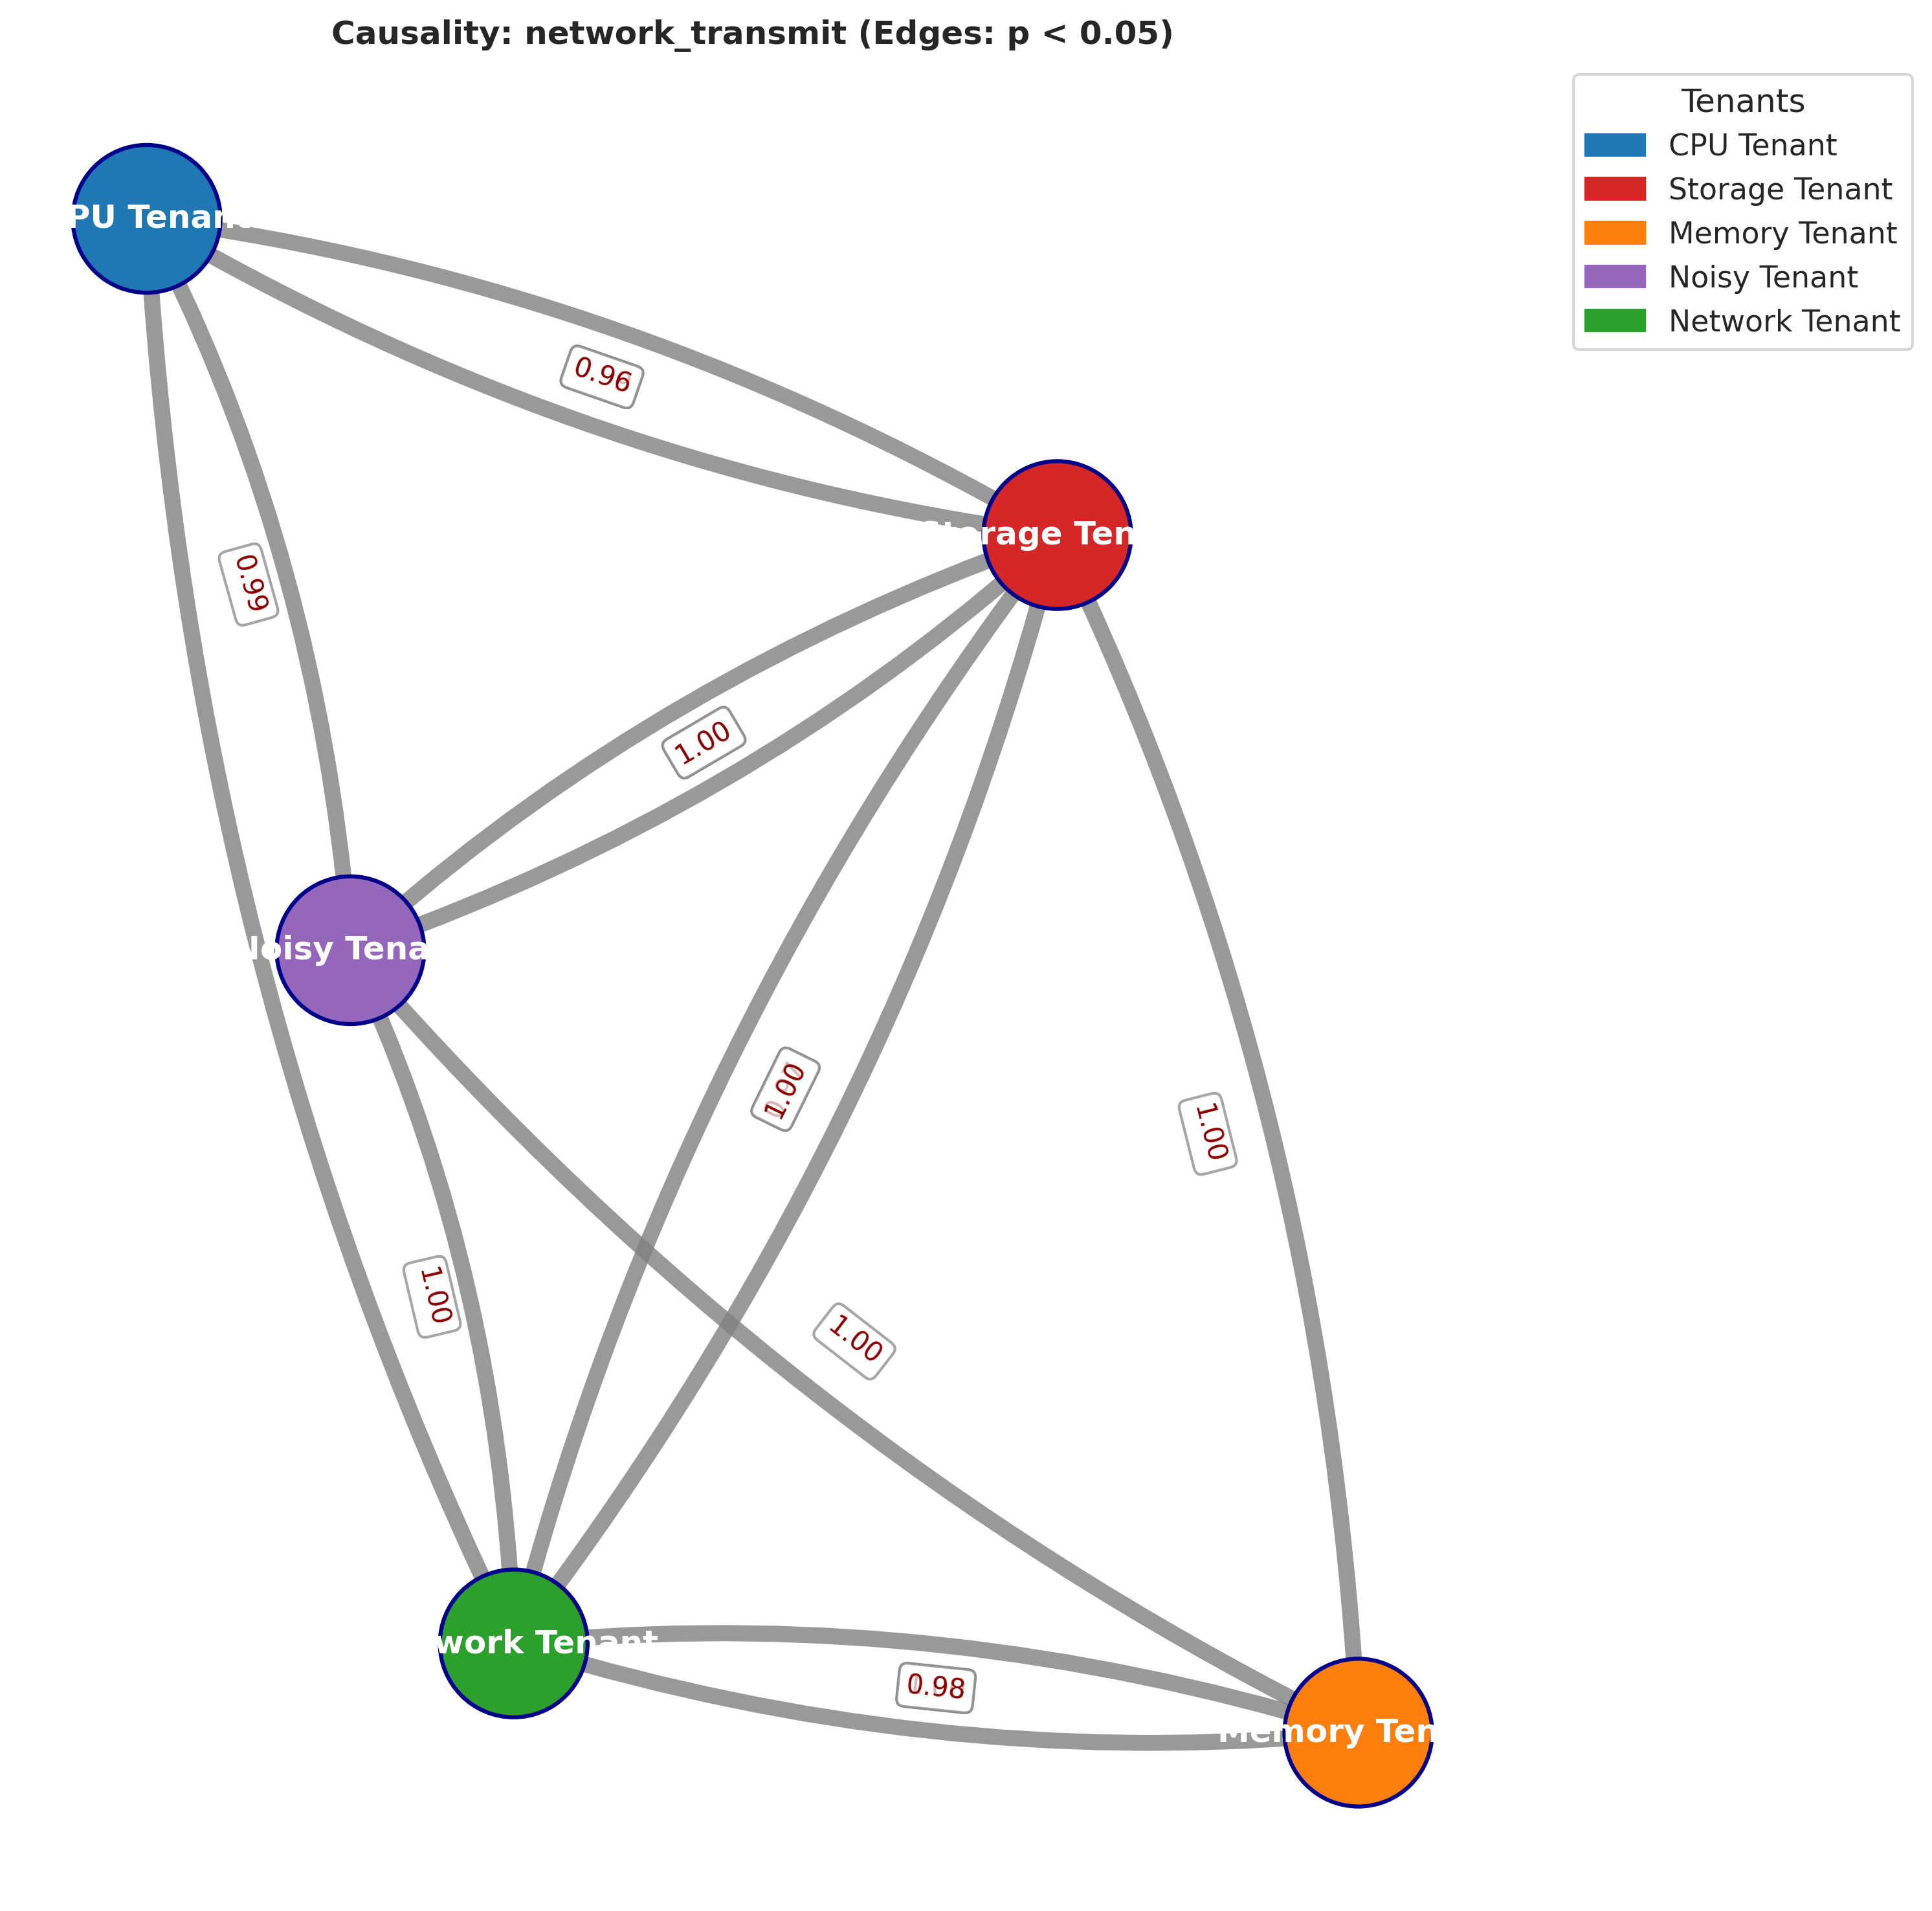 Causality: network_transmit (Edges: p < 0.05)
Tenants
CPU Tenant
Storage Tenant
Memory Tenant
Noisy Tenant
Network Tenant
PU Tenant
0.96
Storage Ten
0.99
1.00
Noisy Tena
1.00
1.00
1.00
1.00
work Tenant
0.98
Memory Ten